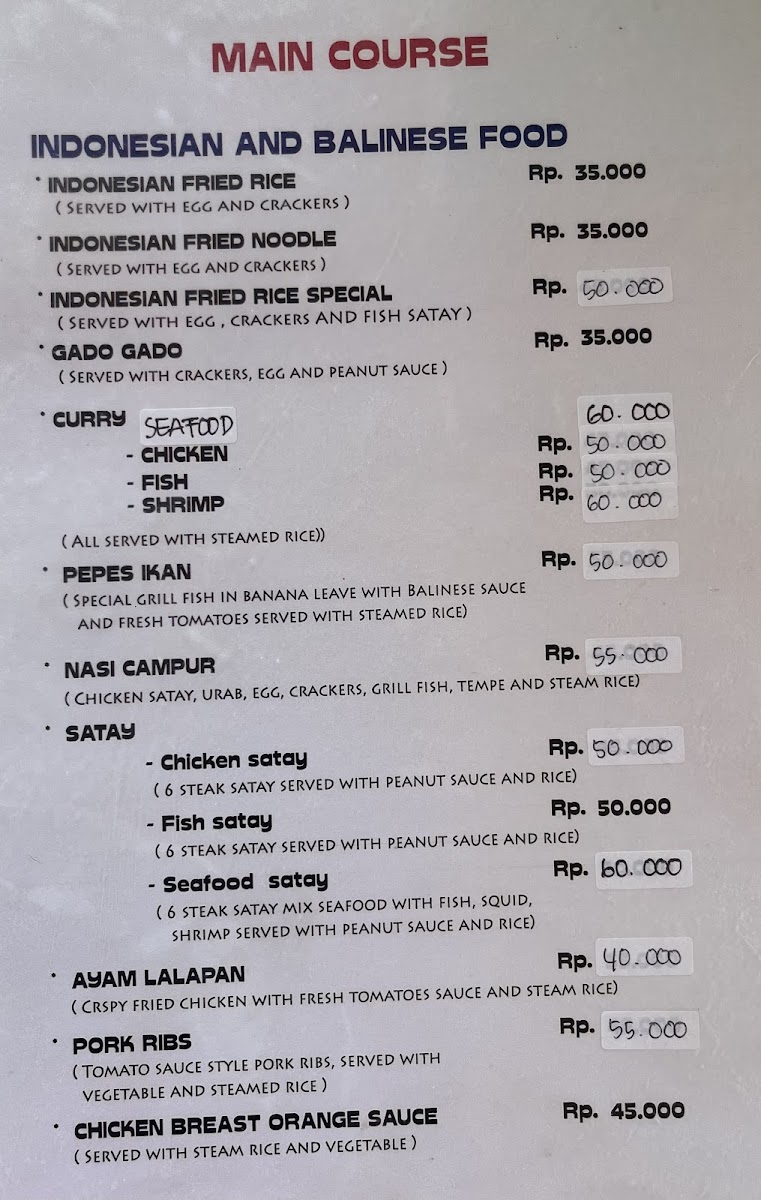 MAIN COURSE
INDONESIAN AND BALINESE FOOD
• INDONESIAN FRIED RICE Rp. 35.000
( SERVED WITH EGG AND CRACKERS )
• INDONESIAN FRIED NOODLE Rp. 35.000
( SERVED WITH EGG AND CRACKERS )
• INDONESIAN FRIED RICE SPECIAL Rp. 50.000
( SERVED WITH EGG , CRACKERS AND FISH SATAY )
• GADO GADO Rp. 35.000
( SERVED WITH CRACKERS, EGG AND PEANUT SAUCE )
• CURRY SEAFOOD 60.000
- CHICKEN Rp. 50.000
- FISH Rp. 50.000
- SHRIMP Rp. 60.000
( ALL SERVED WITH STEAMED RICE))
• PEPES IKAN Rp. 50.000
( SPECIAL GRILL FISH IN BANANA LEAVE WITH BALINESE SAUCE
AND FRESH TOMATOES SERVED WITH STEAMED RICE)
• NASI CAMPUR Rp. 55.000
( CHICKEN SATAY, URAB, EGG, CRACKERS, GRILL FISH, TEMPE AND STEAM RICE)
• SATAY
- Chicken satay Rp. 50.000
( 6 STEAK SATAY SERVED WITH PEANUT SAUCE AND RICE)
- Fish satay Rp. 50.000
( 6 STEAK SATAY SERVED WITH PEANUT SAUCE AND RICE)
- Seafood satay Rp. 60.000
( 6 STEAK SATAY MIX SEAFOOD WITH FISH, SQUID,
SHRIMP SERVED WITH PEANUT SAUCE AND RICE)
• AYAM LALAPAN Rp. 40.000
( CRSPY FRIED CHICKEN WITH FRESH TOMATOES SAUCE AND STEAM RICE)
• PORK RIBS Rp. 55.000
( TOMATO SAUCE STYLE PORK RIBS, SERVED WITH
VEGETABLE AND STEAMED RICE )
• CHICKEN BREAST ORANGE SAUCE Rp. 45.000
( SERVED WITH STEAM RICE AND VEGETABLE )